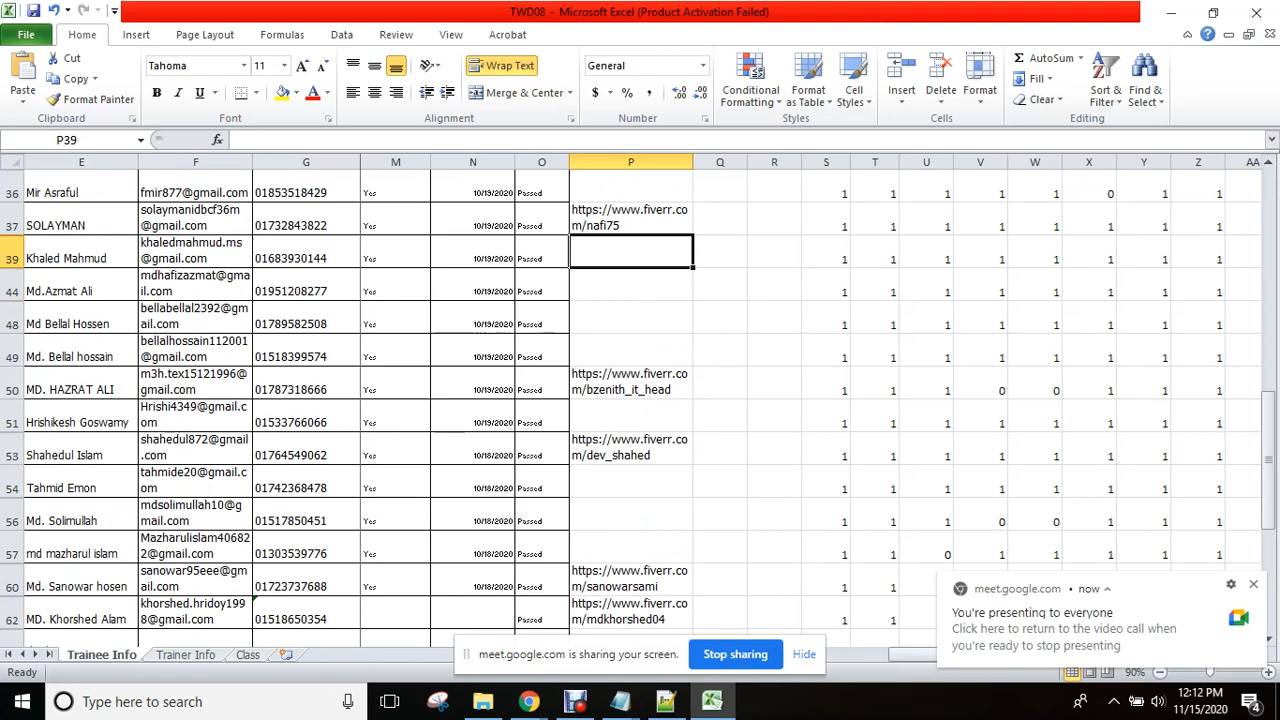 TWD08 - Microsoft Excel (Product Activation Failed)
File Home Insert Page Layout Formulas Data Review View Acrobat
Paste Cut Copy Format Painter Clipboard
Tahoma 11 B I U A Font
Wrap Text Merge & Center Alignment
General $ % , Number
Conditional Formatting Format as Table Cell Styles Styles
Insert Delete Format Cells
Σ AutoSum Fill Clear Sort & Filter Find & Select Editing
P39 fx
E F G M N O P Q R S T U V W X Y Z AA
36 Mir Asraful fmir877@gmail.com 01853518429 Yes 10/19/2020 Passed 1 1 1 1 1 0 1 1
37 SOLAYMAN solaymanidbcf36m@gmail.com 01732843822 Yes 10/19/2020 Passed https://www.fiverr.com/nafi75 1 1 1 1 1 1 1 1
39 Khaled Mahmud khaledmahmud.ms@gmail.com 01683930144 Yes 10/19/2020 Passed 1 1 1 1 1 1 1 1
44 Md.Azmat Ali mdhafizazmat@gmail.com 01951208277 Yes 10/19/2020 Passed 1 1 1 1 1 1 1 1
48 Md Bellal Hossen bellabellal2392@gmail.com 01789582508 Yes 10/19/2020 Passed 1 1 1 1 1 1 1 1
49 Md. Bellal hossain bellalhossain112001@gmail.com 01518399574 Yes 10/19/2020 Passed 1 1 1 1 1 1 1 1
50 MD. HAZRAT ALI m3h.tex15121996@gmail.com 01787318666 Yes 10/19/2020 Passed https://www.fiverr.com/bzenith_it_head 1 1 1 0 0 1 1 1
51 Hrishikesh Goswamy Hrishi4349@gmail.com 01533766066 Yes 10/19/2020 Passed 1 1 1 1 1 1 1 1
53 Shahedul Islam shahedul872@gmail.com 01764549062 Yes 10/18/2020 Passed https://www.fiverr.com/dev_shahed 1 1 1 1 1 1 1 1
54 Tahmid Emon tahmide20@gmail.com 01742368478 Yes 10/18/2020 Passed 1 1 1 1 1 1 1 1
56 Md. Solimullah mdsolimullah10@gmail.com 01517850451 Yes 10/18/2020 Passed 1 1 1 0 0 1 1 1
57 md mazharul islam Mazharulislam406822@gmail.com 01303539776 Yes 10/18/2020 Passed 1 1 0 1 1 1 1 1
60 Md. Sanowar hosen sanowar95eee@gmail.com 01723737688 Yes 10/18/2020 Passed https://www.fiverr.com/sanowarsami 1 1
62 MD. Khorshed Alam khorshed.hridoy1998@gmail.com 01518650354 Passed https://www.fiverr.com/mdkhorshed04 1 1
meet.google.com • now
You're presenting to everyone
Click here to return to the video call when
you're ready to stop presenting
meet.google.com is sharing your screen. Stop sharing Hide
Trainee Info Trainer Info Class
Ready 90%
Type here to search
12:12 PM
11/15/2020
4